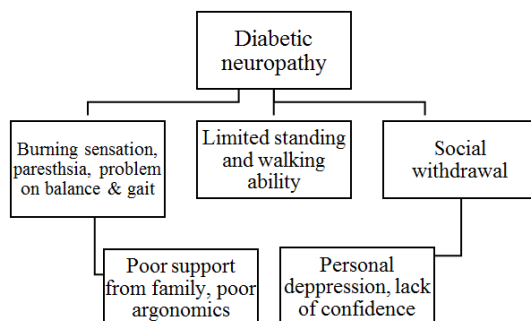 Diabetic
neuropathy
Burning sensation,
paresthsia, problem
on balance & gait
Limited standing
and walking
ability
Social
withdrawal
Poor support
from family, poor
argonomics
Personal
deppression, lack
of confidence